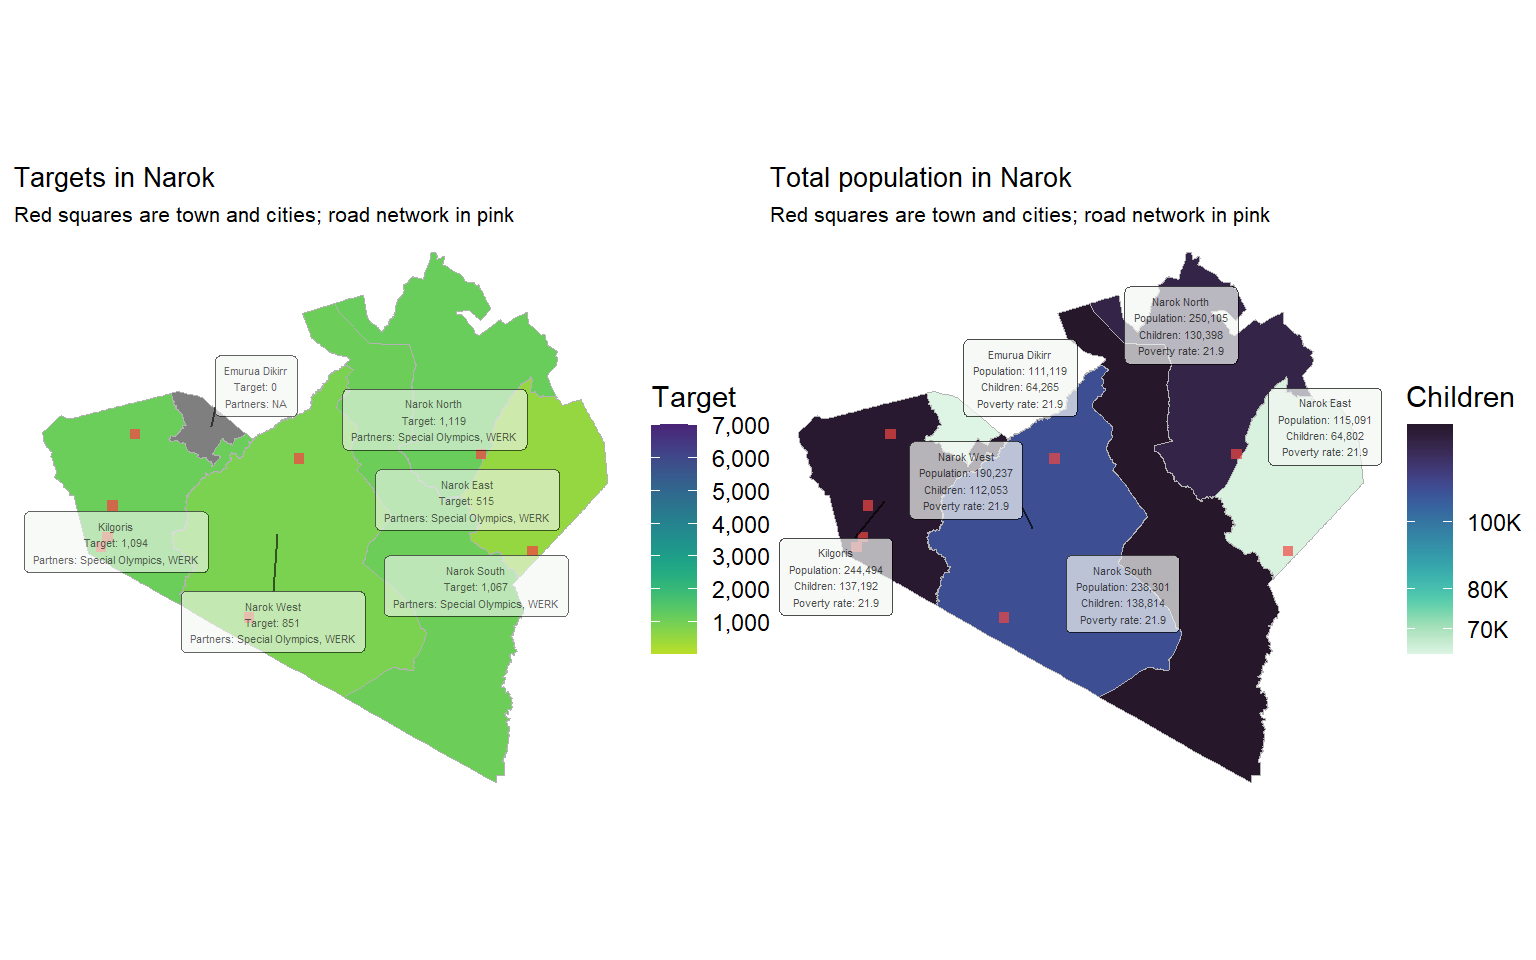 Targets in Narok
Red squares are town and cities; road network in pink
Emurua Dikirr
Target: 0
Partners: NA
Narok North
Target: 1,119
Partners: Special Olympics, WERK
Narok East
Target: 515
Partners: Special Olympics, WERK
Kilgoris
Target: 1,094
Partners: Special Olympics, WERK
Narok South
Target: 1,067
Partners: Special Olympics, WERK
Narok West
Target: 851
Partners: Special Olympics, WERK
Target
7,000
6,000
5,000
4,000
3,000
2,000
1,000
Total population in Narok
Red squares are town and cities; road network in pink
Narok North
Population: 250,105
Children: 130,398
Poverty rate: 21.9
Emurua Dikirr
Population: 111,119
Children: 64,265
Poverty rate: 21.9
Narok East
Population: 115,091
Children: 64,802
Poverty rate: 21.9
Narok West
Population: 190,237
Children: 112,053
Poverty rate: 21.9
Kilgoris
Population: 244,494
Children: 137,192
Poverty rate: 21.9
Narok South
Population: 238,301
Children: 138,814
Poverty rate: 21.9
Children
100K
80K
70K